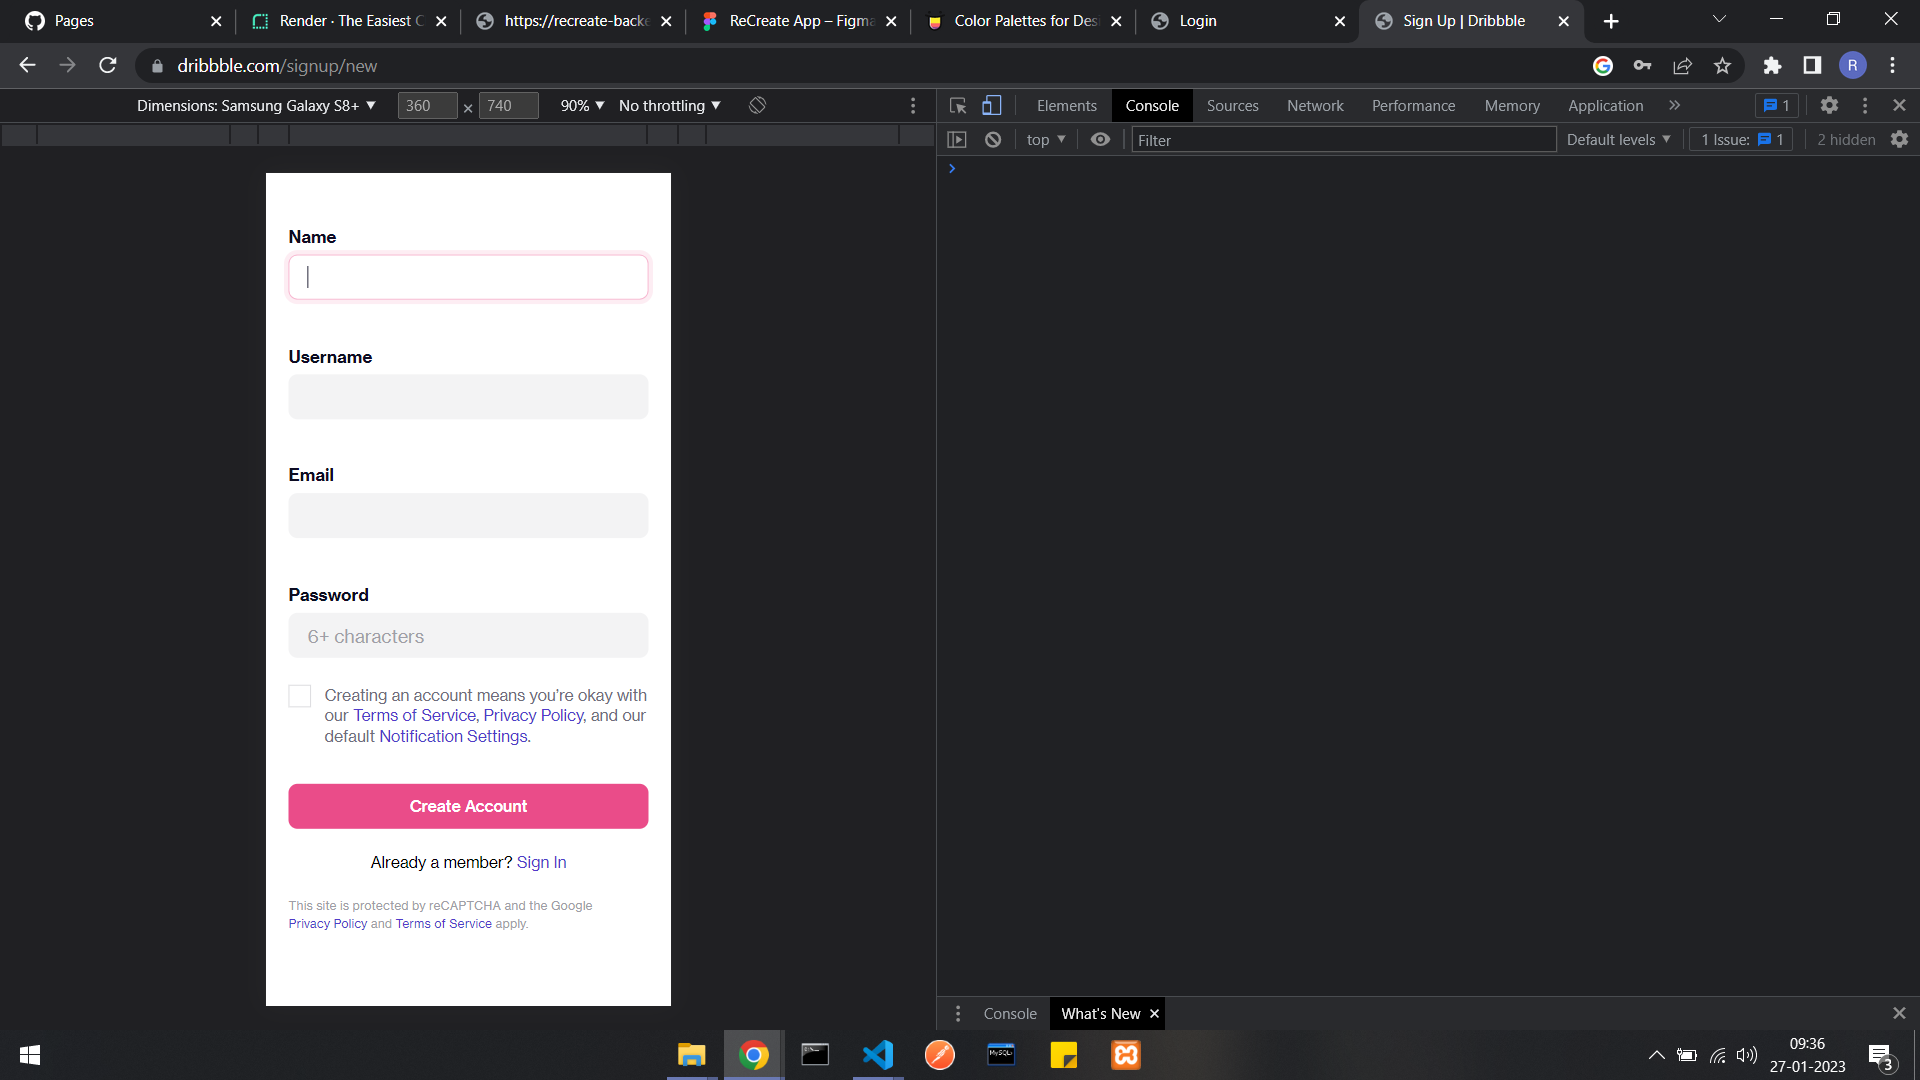 Pages
Render · The Easiest C
https://recreate-backe
ReCreate App – Figma
Color Palettes for Desi
Login
Sign Up | Dribbble
dribbble.com/signup/new
R
Dimensions: Samsung Galaxy S8+ 360 × 740 90% No throttling
Elements Console Sources Network Performance Memory Application 1
top Filter Default levels 1 Issue: 1 2 hidden
Name
Username
Email
Password
6+ characters
Creating an account means you're okay with
our Terms of Service, Privacy Policy, and our
default Notification Settings.
Create Account
Already a member? Sign In
This site is protected by reCAPTCHA and the Google
Privacy Policy and Terms of Service apply.
Console What's New
MySQL
09:36
27-01-2023
3